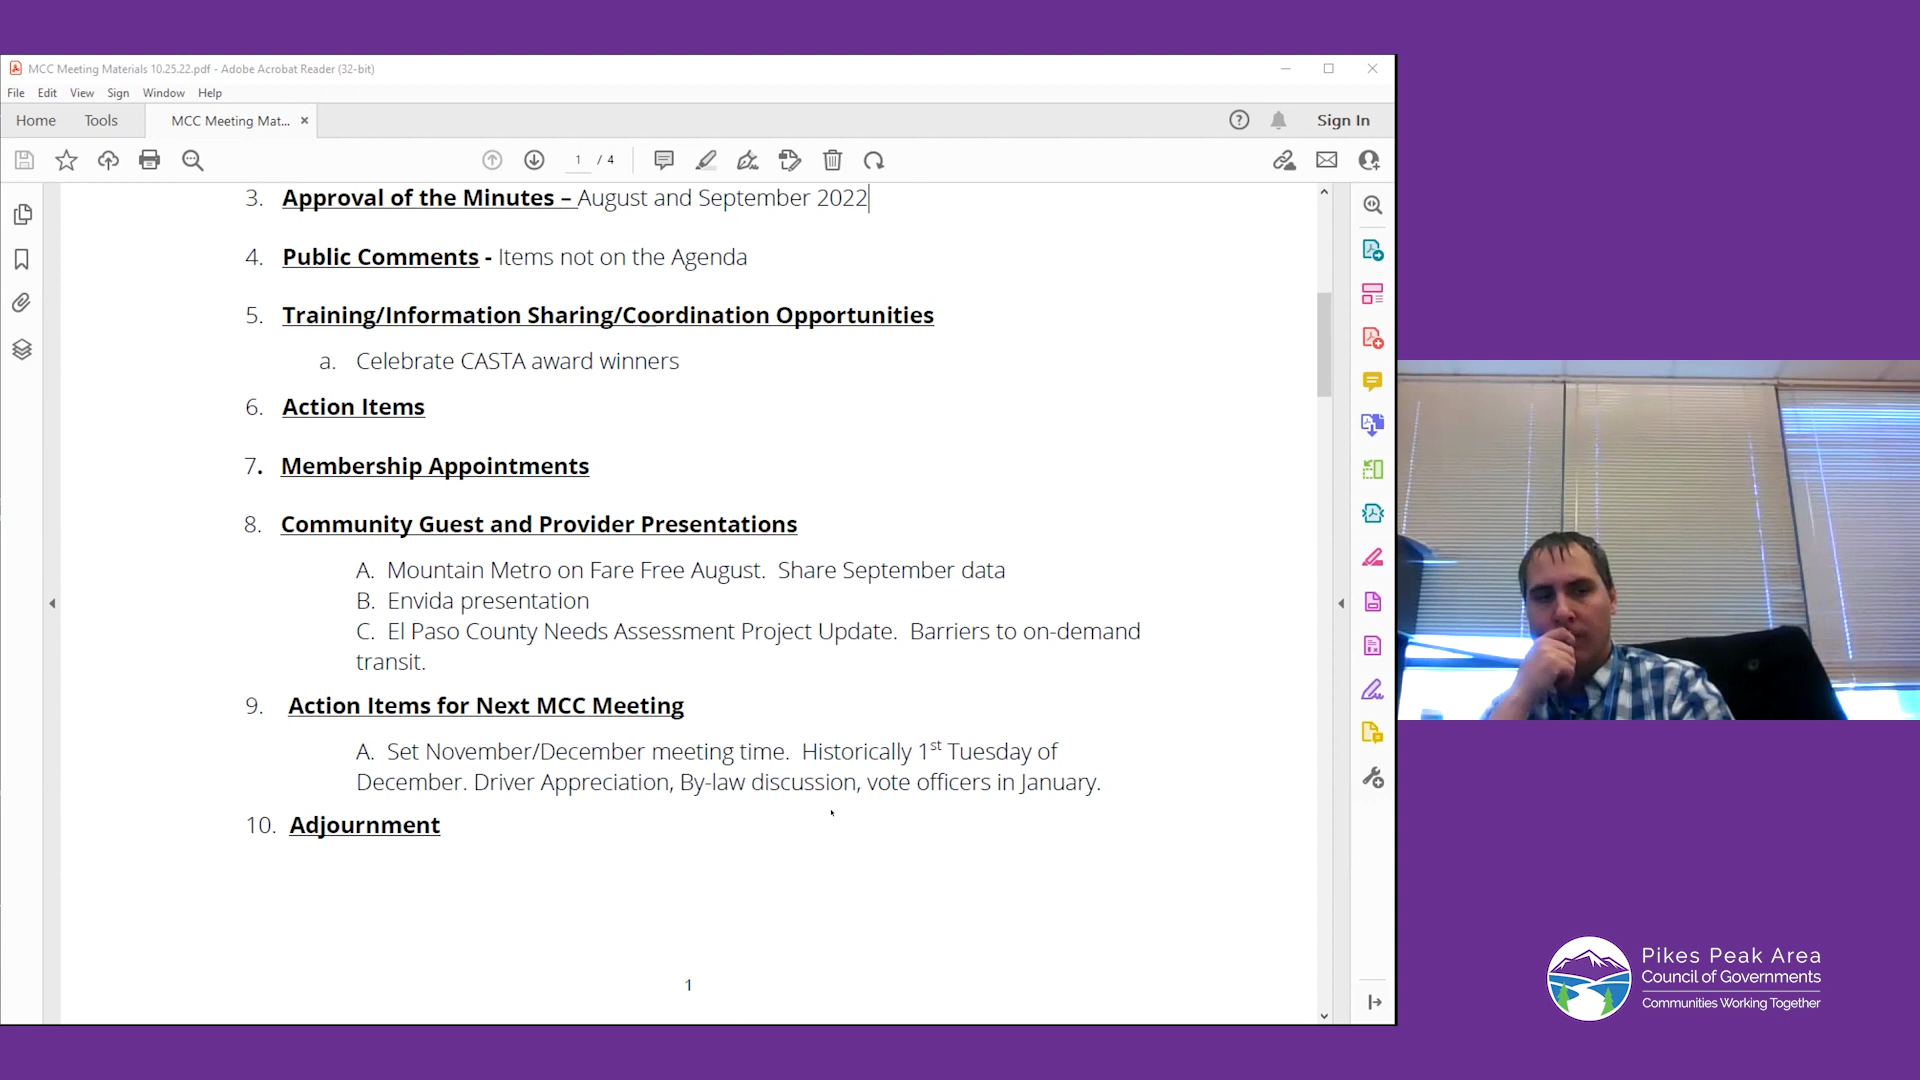 MCC Meeting Materials 10.25.22.pdf - Adobe Acrobat Reader (32-bit)
File Edit View Sign Window Help
Home Tools MCC Meeting Mat... × Sign In
1 / 4
3. Approval of the Minutes – August and September 2022
4. Public Comments - Items not on the Agenda
5. Training/Information Sharing/Coordination Opportunities
a. Celebrate CASTA award winners
6. Action Items
7. Membership Appointments
8. Community Guest and Provider Presentations
A. Mountain Metro on Fare Free August. Share September data
B. Envida presentation
C. El Paso County Needs Assessment Project Update. Barriers to on-demand
transit.
9. Action Items for Next MCC Meeting
A. Set November/December meeting time. Historically 1st Tuesday of
December. Driver Appreciation, By-law discussion, vote officers in January.
10. Adjournment
1
Pikes Peak Area
Council of Governments
Communities Working Together